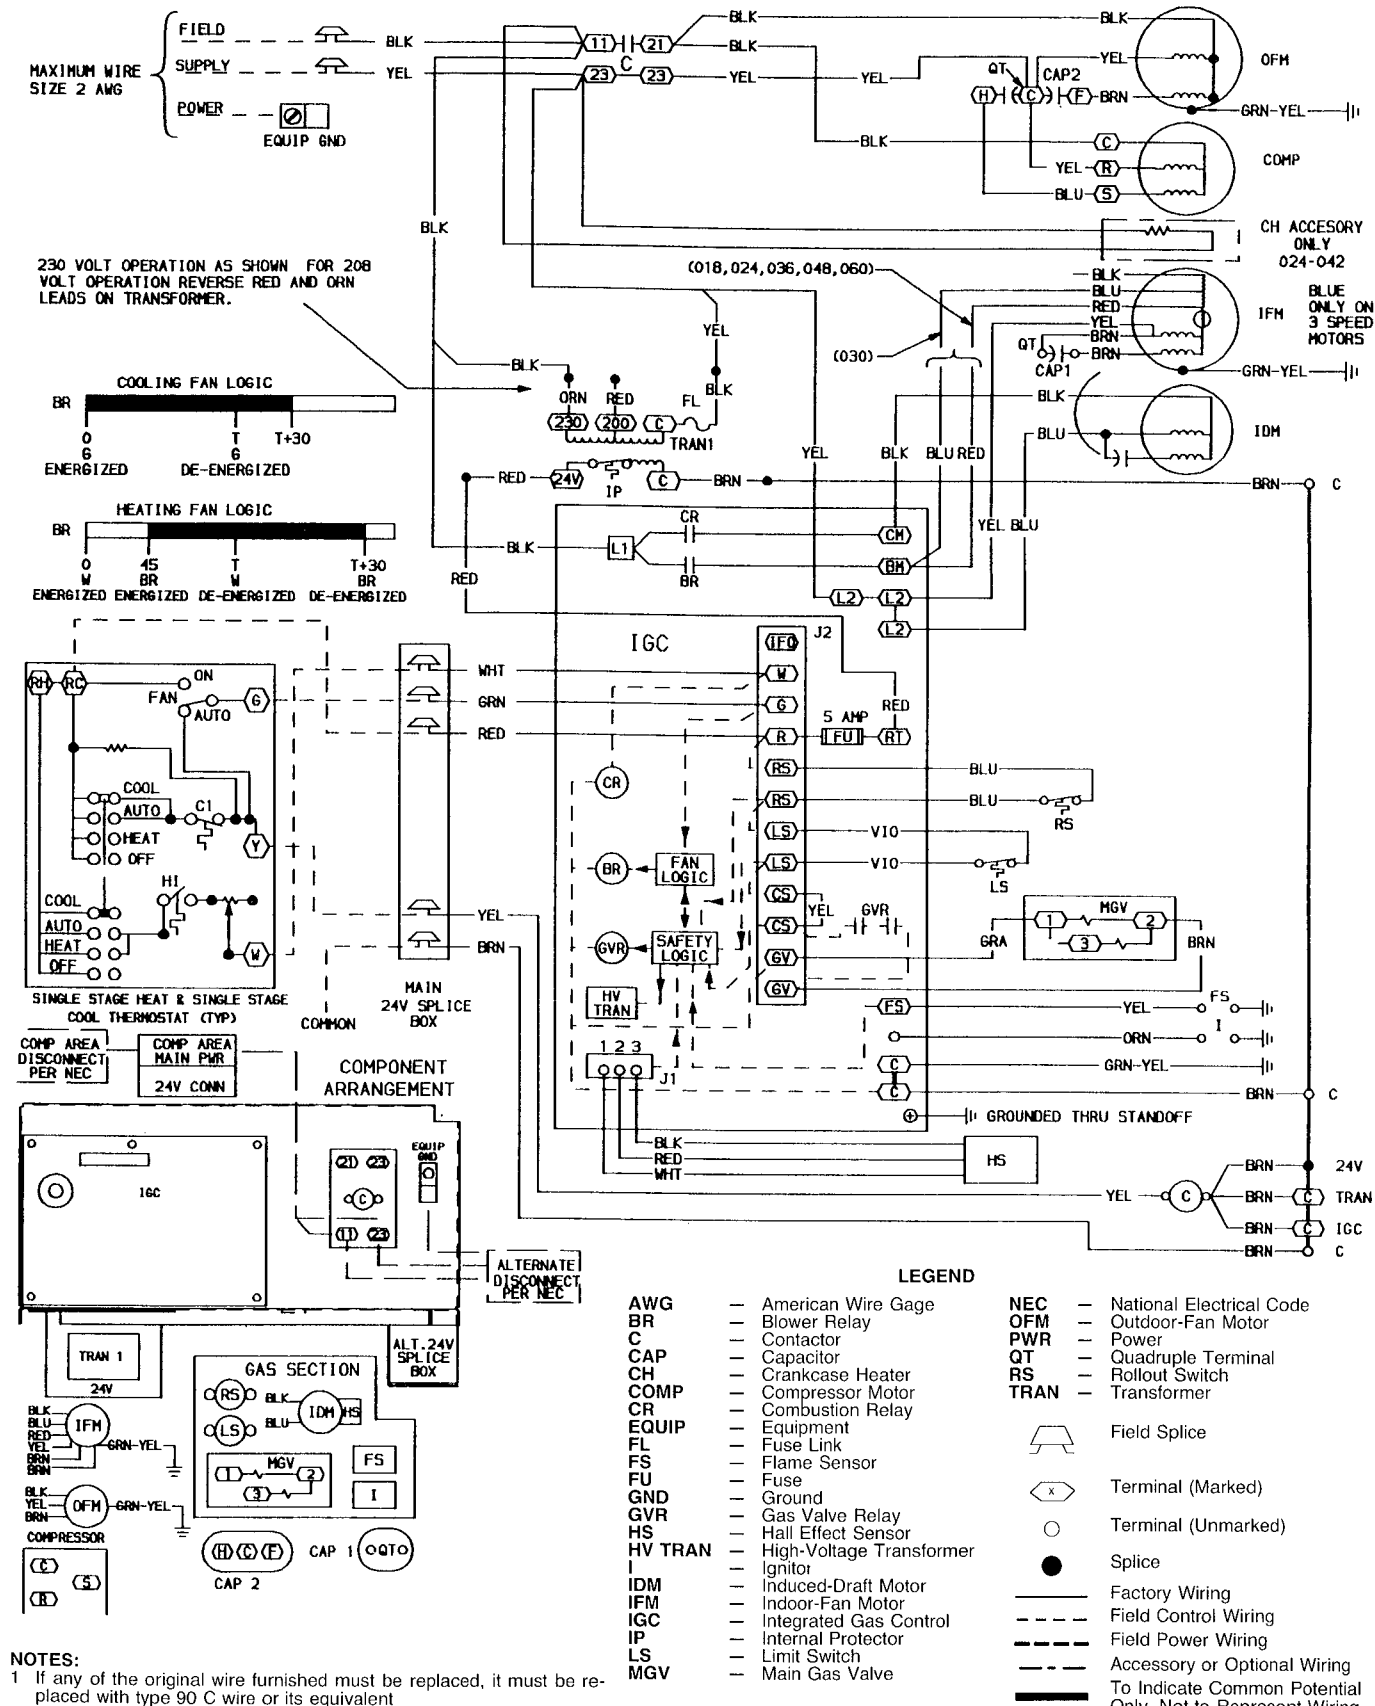 FIELD
SUPPLY
POWER
MAXIMUM WIRE
SIZE 2 AWG
BLK
YEL
EQUIP GND
11
21
C
23
23
BLK
BLK
YEL
YEL
BLK
YEL
QT
CAP2
H
C
F
BRN
OFM
GRN-YEL
BLK
C
YEL
R
BLU
S
COMP
CH ACCESORY
ONLY
024-042
BLK
230 VOLT OPERATION AS SHOWN FOR 208
VOLT OPERATION REVERSE RED AND ORN
LEADS ON TRANSFORMER.
(018,024,036,048,060)
(030)
BLK
BLU
RED
YEL
BRN
QT
BRN
CAP1
IFM
BLUE
ONLY ON
3 SPEED
MOTORS
GRN-YEL
YEL
BLK
BLK
ORN
RED
FL
230
200
C
TRAN1
BLK
BLU
IDM
COOLING FAN LOGIC
BR
0
G
ENERGIZED
T
G
DE-ENERGIZED
T+30
RED
24V
IP
C
BRN
YEL
BLK
BLU
RED
BRN
C
HEATING FAN LOGIC
BR
0
W
ENERGIZED
45
BR
ENERGIZED
T
W
DE-ENERGIZED
T+30
BR
DE-ENERGIZED
BLK
L1
CR
BR
CM
BM
L2
L2
L2
YEL
BLU
RED
IGC
J2
IFO
W
G
R
RS
RS
LS
LS
CS
CS
GV
GV
5 AMP
FU
RT
RED
WHT
GRN
RED
YEL
BRN
RH
RC
ON
FAN
AUTO
G
COOL
AUTO
HEAT
OFF
C1
Y
COOL
AUTO
HEAT
OFF
H1
W
SINGLE STAGE HEAT & SINGLE STAGE
COOL THERMOSTAT (TYP)
COMMON
MAIN
24V SPLICE
BOX
CR
BR
FAN
LOGIC
GVR
SAFETY
LOGIC
HV
TRAN
1 2 3
J1
BLU
BLU
RS
VIO
VIO
LS
YEL
GVR
GRA
MGV
1
2
3
BRN
FS
YEL
FS
ORN
I
C
GRN-YEL
C
BRN
C
GROUNDED THRU STANDOFF
BLK
RED
WHT
HS
YEL
C
BRN
24V
BRN
C
TRAN
BRN
C
IGC
BRN
C
COMP AREA
DISCONNECT
PER NEC
COMP AREA
MAIN PWR
24V CONN
COMPONENT
ARRANGEMENT
IGC
21
23
C
11
23
EQUIP
GND
ALTERNATE
DISCONNECT
PER NEC
TRAN 1
24V
ALT.24V
SPLICE
BOX
GAS SECTION
RS
LS
BLK
BLU
IDM
HS
MGV
1
2
3
FS
I
BLK
BLU
RED
YEL
BRN
BRN
IFM
GRN-YEL
BLK
YEL
BRN
OFM
GRN-YEL
COMPRESSOR
C
S
R
H
C
F
CAP 2
CAP 1
QT
LEGEND
AWG — American Wire Gage
BR — Blower Relay
C — Contactor
CAP — Capacitor
CH — Crankcase Heater
COMP — Compressor Motor
CR — Combustion Relay
EQUIP — Equipment
FL — Fuse Link
FS — Flame Sensor
FU — Fuse
GND — Ground
GVR — Gas Valve Relay
HS — Hall Effect Sensor
HV TRAN — High-Voltage Transformer
I — Ignitor
IDM — Induced-Draft Motor
IFM — Indoor-Fan Motor
IGC — Integrated Gas Control
IP — Internal Protector
LS — Limit Switch
MGV — Main Gas Valve
NEC — National Electrical Code
OFM — Outdoor-Fan Motor
PWR — Power
QT — Quadruple Terminal
RS — Rollout Switch
TRAN — Transformer
Field Splice
x
Terminal (Marked)
Terminal (Unmarked)
Splice
Factory Wiring
Field Control Wiring
Field Power Wiring
Accessory or Optional Wiring
To Indicate Common Potential
Only, Not to Represent Wiring
NOTES:
1 If any of the original wire furnished must be replaced, it must be re-
placed with type 90 C wire or its equivalent